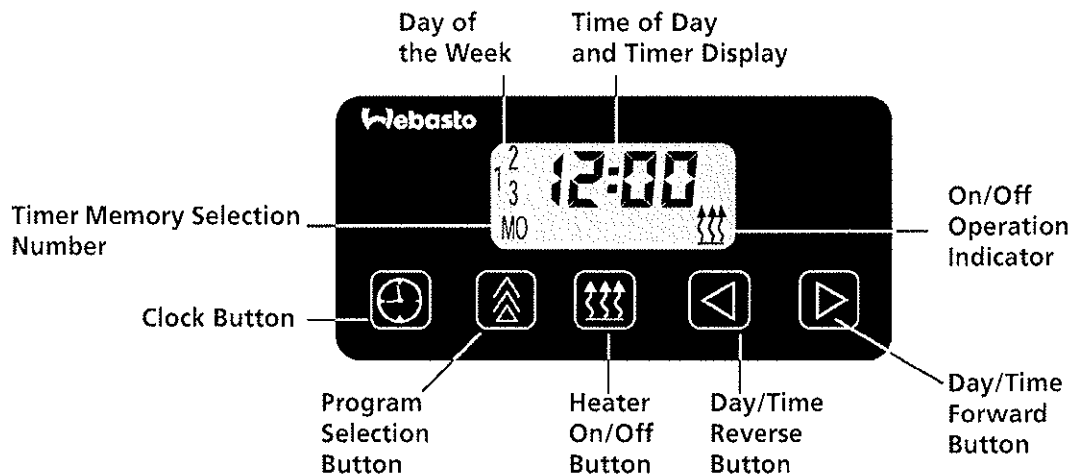 Day of
the Week
Time of Day
and Timer Display
Webasto
1 2 3
12:00
MO
Timer Memory Selection
Number
On/Off
Operation
Indicator
Clock Button
Program
Selection
Button
Heater
On/Off
Button
Day/Time
Reverse
Button
Day/Time
Forward
Button